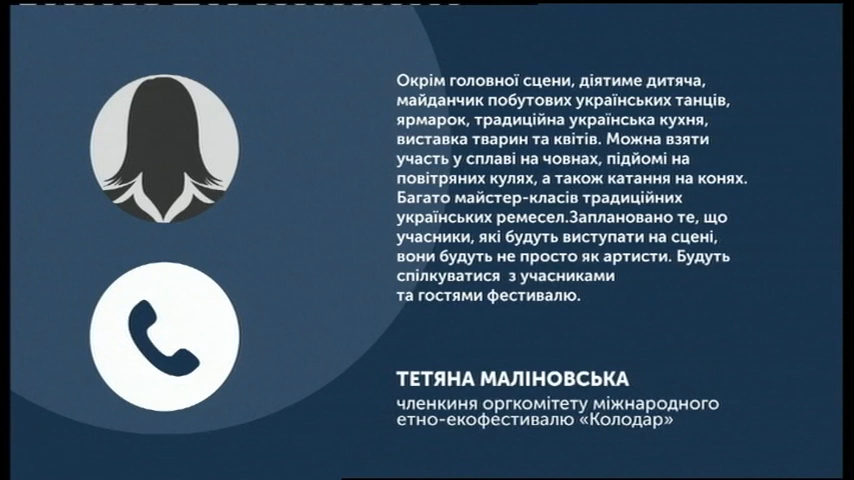 Окрім головної сцени, діятиме дитяча,
майданчик побутових українських танців,
ярмарок, традиційна українська кухня,
виставка тварин та квітів. Можна взяти
участь у сплаві на човнах, підйомі на
повітряних кулях, а також катання на конях.
Багато майстер-класів традиційних
українських ремесел.Заплановано те, що
учасники, які будуть виступати на сцені,
вони будуть не просто як артисти. Будуть
спілкуватися  з учасниками
та гостями фестивалю.
ТЕТЯНА МАЛІНОВСЬКА
членкиня оргкомітету міжнародного
етно-екофестивалю «Колодар»